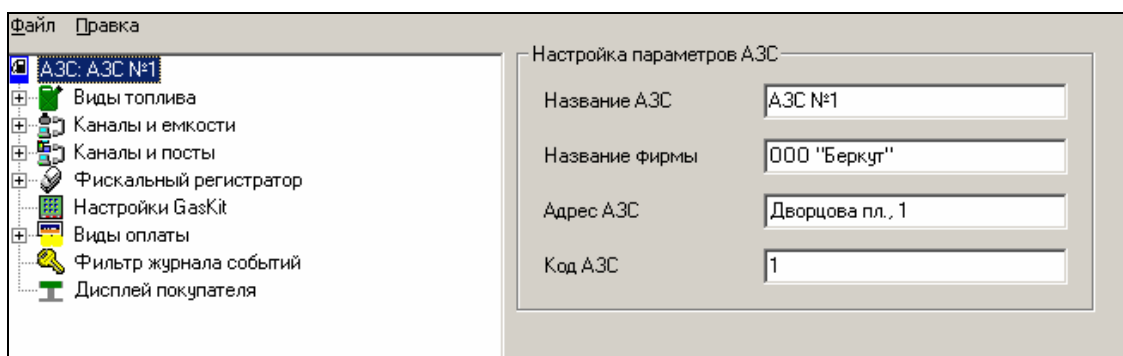 Файл Правка
АЗС: АЗС №1
Виды топлива
Каналы и емкости
Каналы и посты
Фискальный регистратор
Настройки GasKit
Виды оплаты
Фильтр журнала событий
Дисплей покупателя
Настройка параметров АЗС
Название АЗС АЗС №1
Название фирмы ООО "Беркут"
Адрес АЗС Дворцова пл., 1
Код АЗС 1